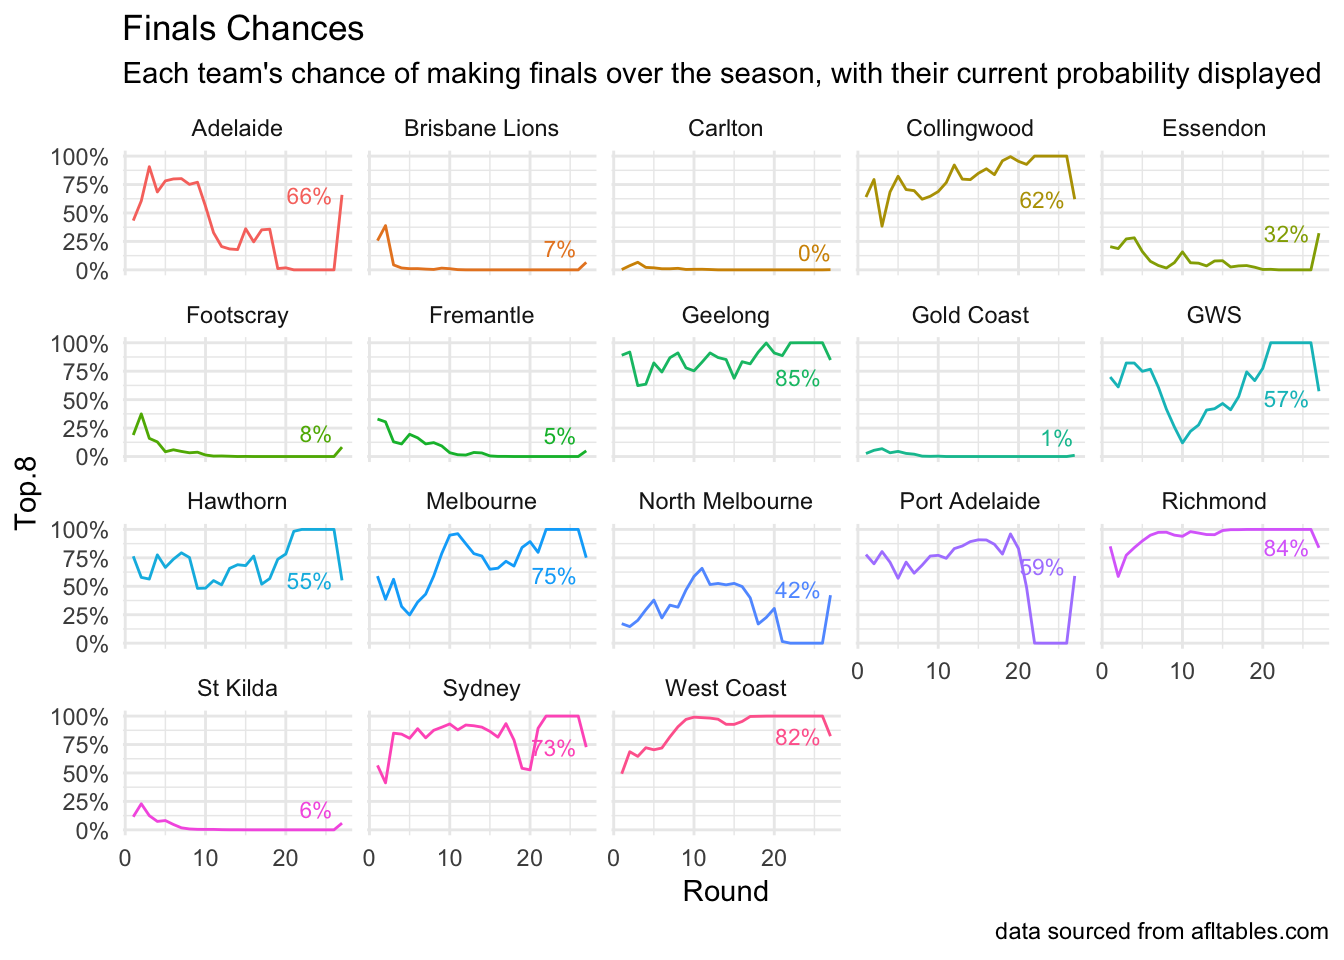 Finals Chances
Each team's chance of making finals over the season, with their current probability displayed
Adelaide Brisbane Lions Carlton Collingwood Essendon
100%
75%
50%
25%
0%
66% 7% 0% 62% 32%
Footscray Fremantle Geelong Gold Coast GWS
100%
75%
50%
25%
0%
8% 5% 85% 1% 57%
Top.8
Hawthorn Melbourne North Melbourne Port Adelaide Richmond
100%
75%
50%
25%
0%
55% 75% 42% 59% 84%
0 10 20 0 10 20
St Kilda Sydney West Coast
100%
75%
50%
25%
0%
6% 73% 82%
0 10 20 0 10 20 0 10 20
Round
data sourced from afltables.com